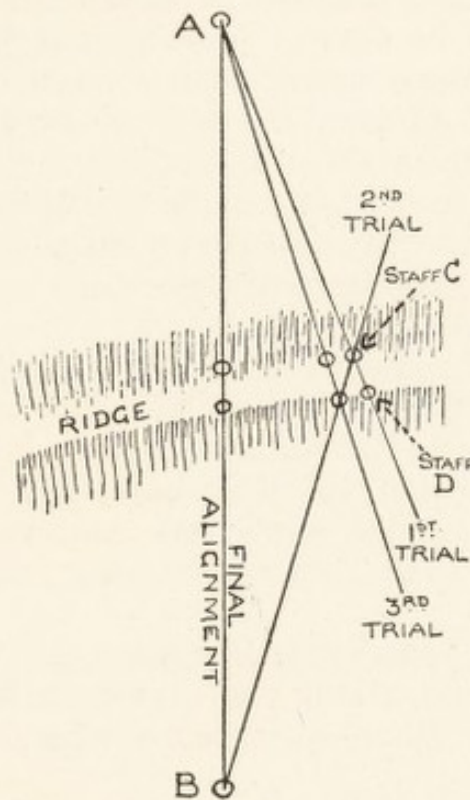 A
2ND
TRIAL
STAFF C
RIDGE
STAFF
D
1ST
TRIAL
3RD
TRIAL
FINAL
ALIGNMENT
B